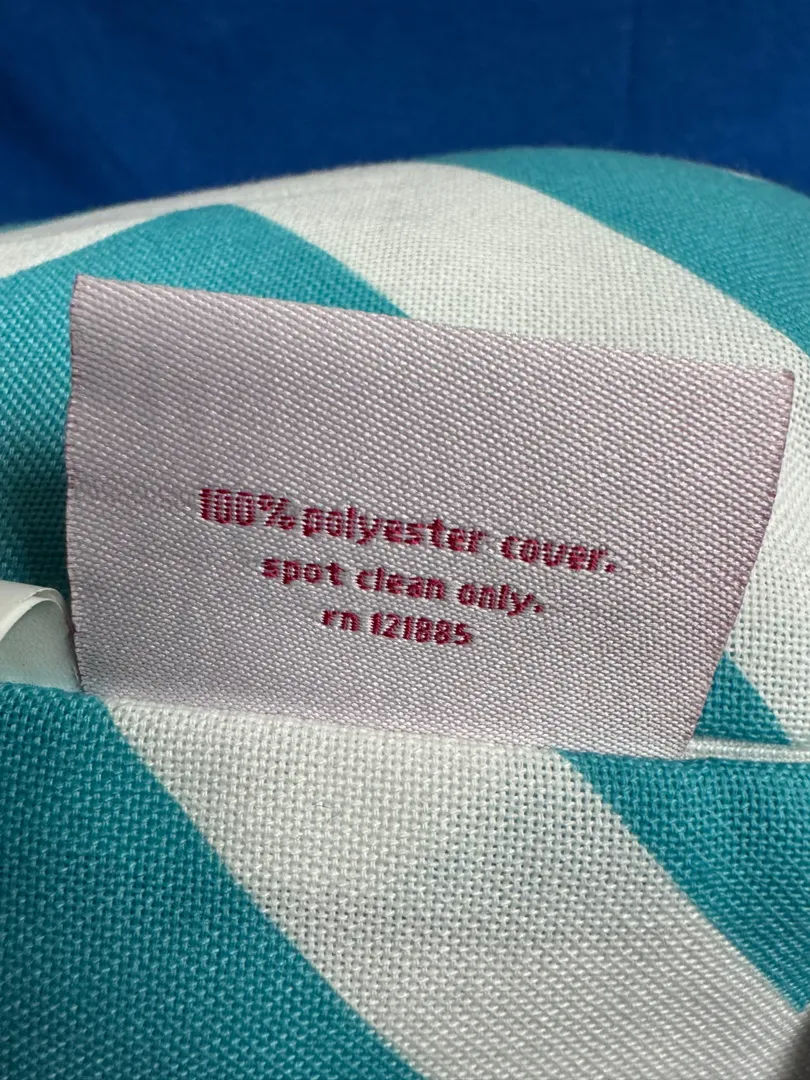 100% polyester cover.
spot clean only.
rn 121885